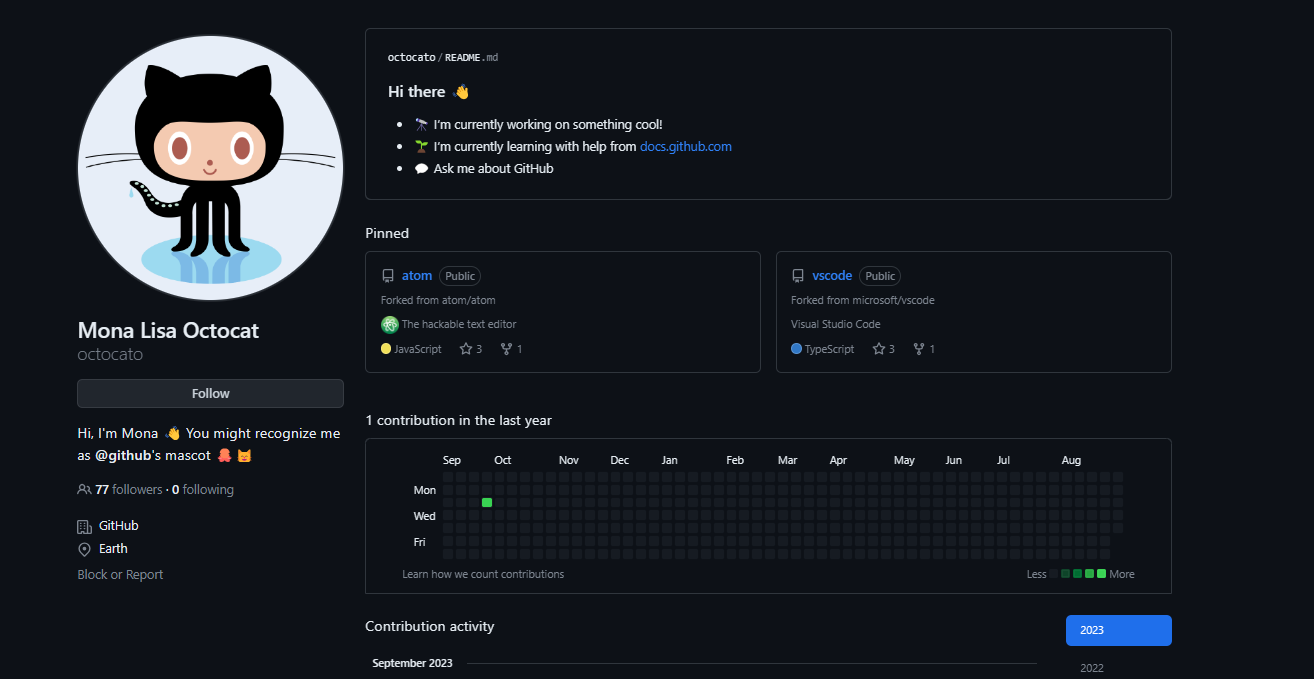 octocato / README.md
Hi there 👋
🔭 I'm currently working on something cool!
🌱 I'm currently learning with help from docs.github.com
💬 Ask me about GitHub
Mona Lisa Octocat
octocato
Follow
Hi, I'm Mona 👋 You might recognize me
as @github's mascot 🐙 😺
77 followers · 0 following
GitHub
Earth
Block or Report
Pinned
atom Public
Forked from atom/atom
The hackable text editor
JavaScript 3 1
vscode Public
Forked from microsoft/vscode
Visual Studio Code
TypeScript 3 1
1 contribution in the last year
Sep Oct Nov Dec Jan Feb Mar Apr May Jun Jul Aug
Mon
Wed
Fri
Learn how we count contributions
Less More
Contribution activity
2023
September 2023
2022